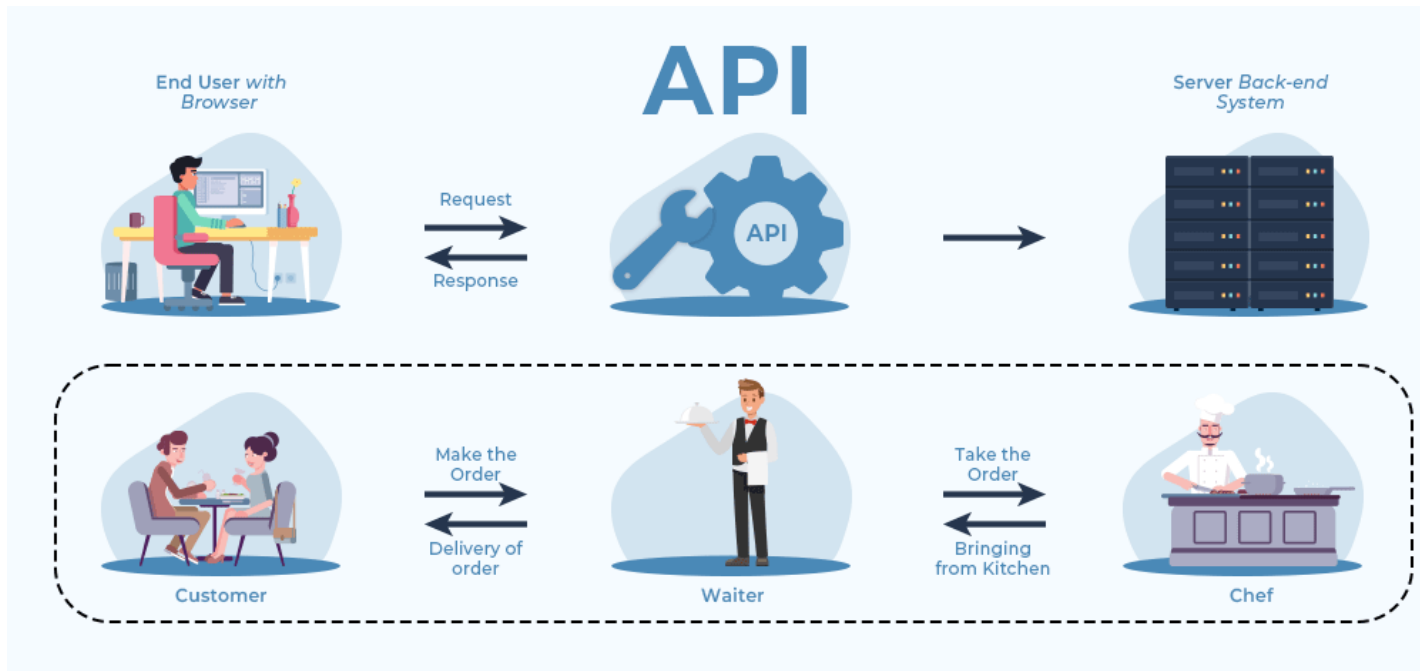 API
End User with
Browser
Server Back-end
System
Request
Response
API
Make the
Order
Delivery of
order
Take the
Order
Bringing
from Kitchen
Customer
Waiter
Chef